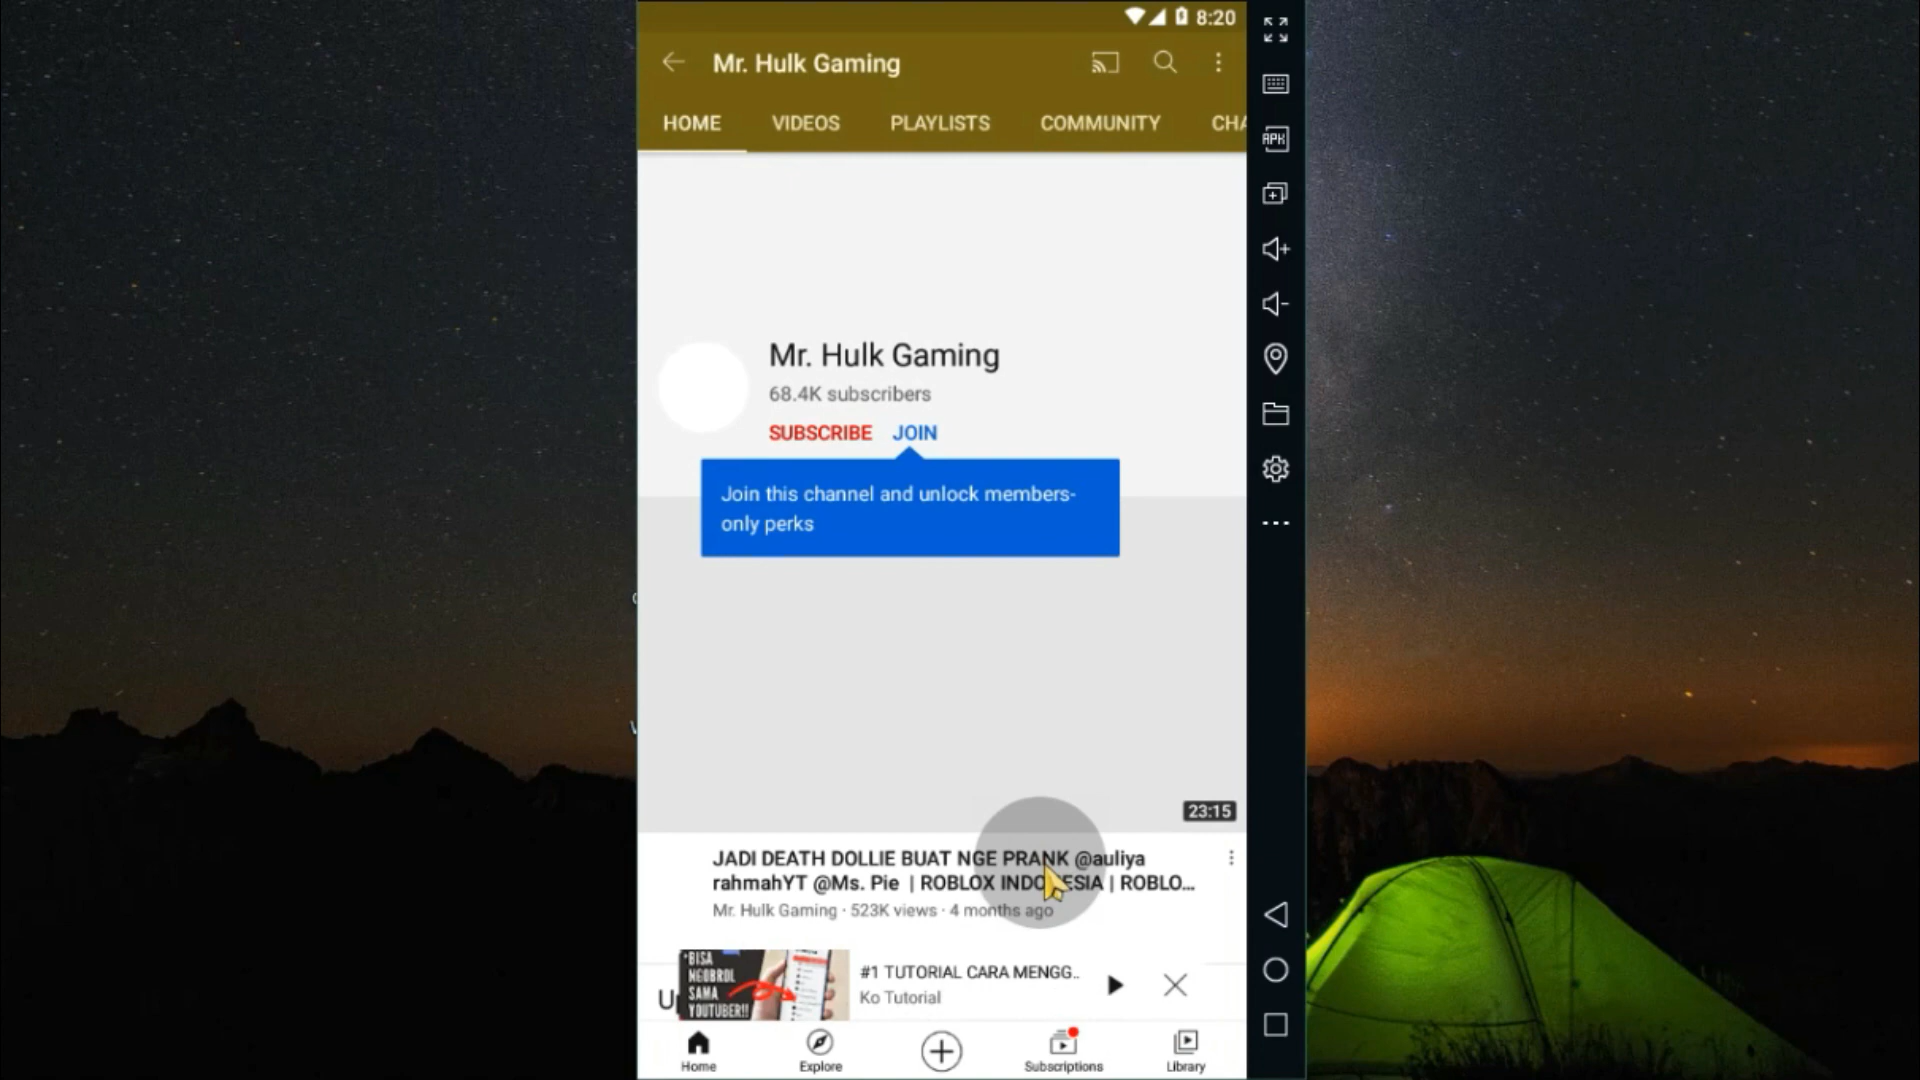 8:20
Mr. Hulk Gaming
HOME VIDEOS PLAYLISTS COMMUNITY CHA
APK
Mr. Hulk Gaming
68.4K subscribers
SUBSCRIBE JOIN
Join this channel and unlock members-
only perks
23:15
JADI DEATH DOLLIE BUAT NGE PRANK @auliya
rahmahYT @Ms. Pie | ROBLOX INDONESIA | ROBLO...
Mr. Hulk Gaming · 523K views · 4 months ago
"BISA
NGOBROL
SAMA
YOUTUBER!!
#1 TUTORIAL CARA MENGG..
Ko Tutorial
Home Explore Subscriptions Library